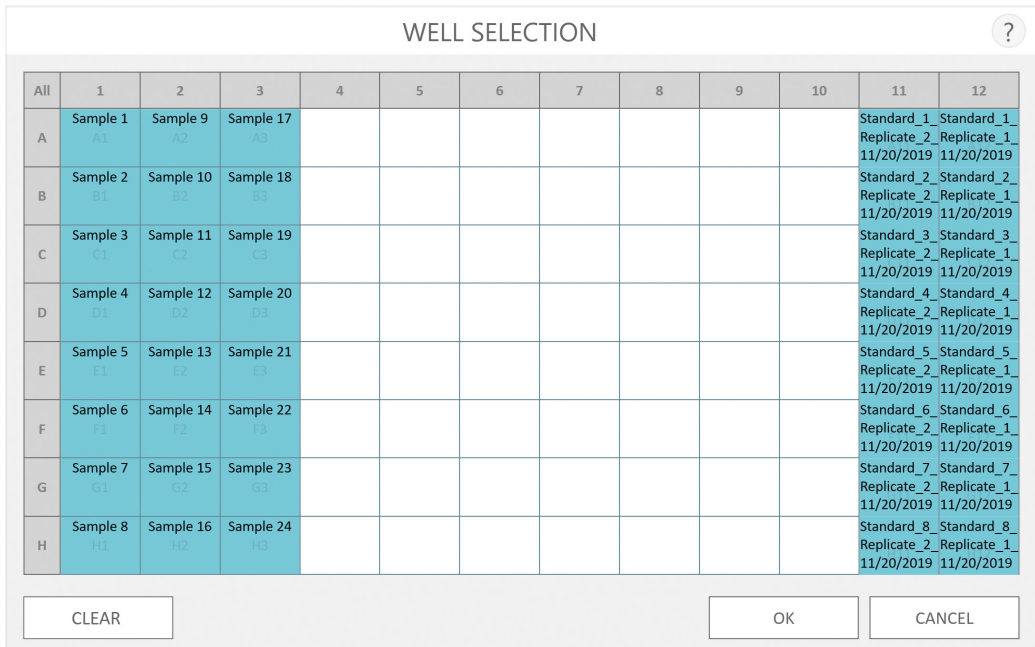 WELL SELECTION
?
All 1 2 3 4 5 6 7 8 9 10 11 12
A
Sample 1
A1
Sample 9
A2
Sample 17
A3
Standard_1_
Replicate_2_
11/20/2019
Standard_1_
Replicate_1_
11/20/2019
B
Sample 2
B1
Sample 10
B2
Sample 18
B3
Standard_2_
Replicate_2_
11/20/2019
Standard_2_
Replicate_1_
11/20/2019
C
Sample 3
C1
Sample 11
C2
Sample 19
C3
Standard_3_
Replicate_2_
11/20/2019
Standard_3_
Replicate_1_
11/20/2019
D
Sample 4
D1
Sample 12
D2
Sample 20
D3
Standard_4_
Replicate_2_
11/20/2019
Standard_4_
Replicate_1_
11/20/2019
E
Sample 5
E1
Sample 13
E2
Sample 21
E3
Standard_5_
Replicate_2_
11/20/2019
Standard_5_
Replicate_1_
11/20/2019
F
Sample 6
F1
Sample 14
F2
Sample 22
F3
Standard_6_
Replicate_2_
11/20/2019
Standard_6_
Replicate_1_
11/20/2019
G
Sample 7
G1
Sample 15
G2
Sample 23
G3
Standard_7_
Replicate_2_
11/20/2019
Standard_7_
Replicate_1_
11/20/2019
H
Sample 8
H1
Sample 16
H2
Sample 24
H3
Standard_8_
Replicate_2_
11/20/2019
Standard_8_
Replicate_1_
11/20/2019
CLEAR
OK
CANCEL